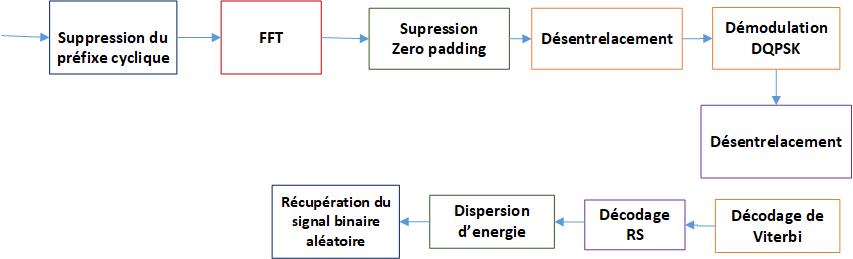 Suppression du
préfixe cyclique
FFT
Supression
Zero padding
Désentrelacement
Démodulation
DQPSK
Désentrelacement
Décodage de
Viterbi
Décodage
RS
Dispersion
d’energie
Récupération du
signal binaire
aléatoire